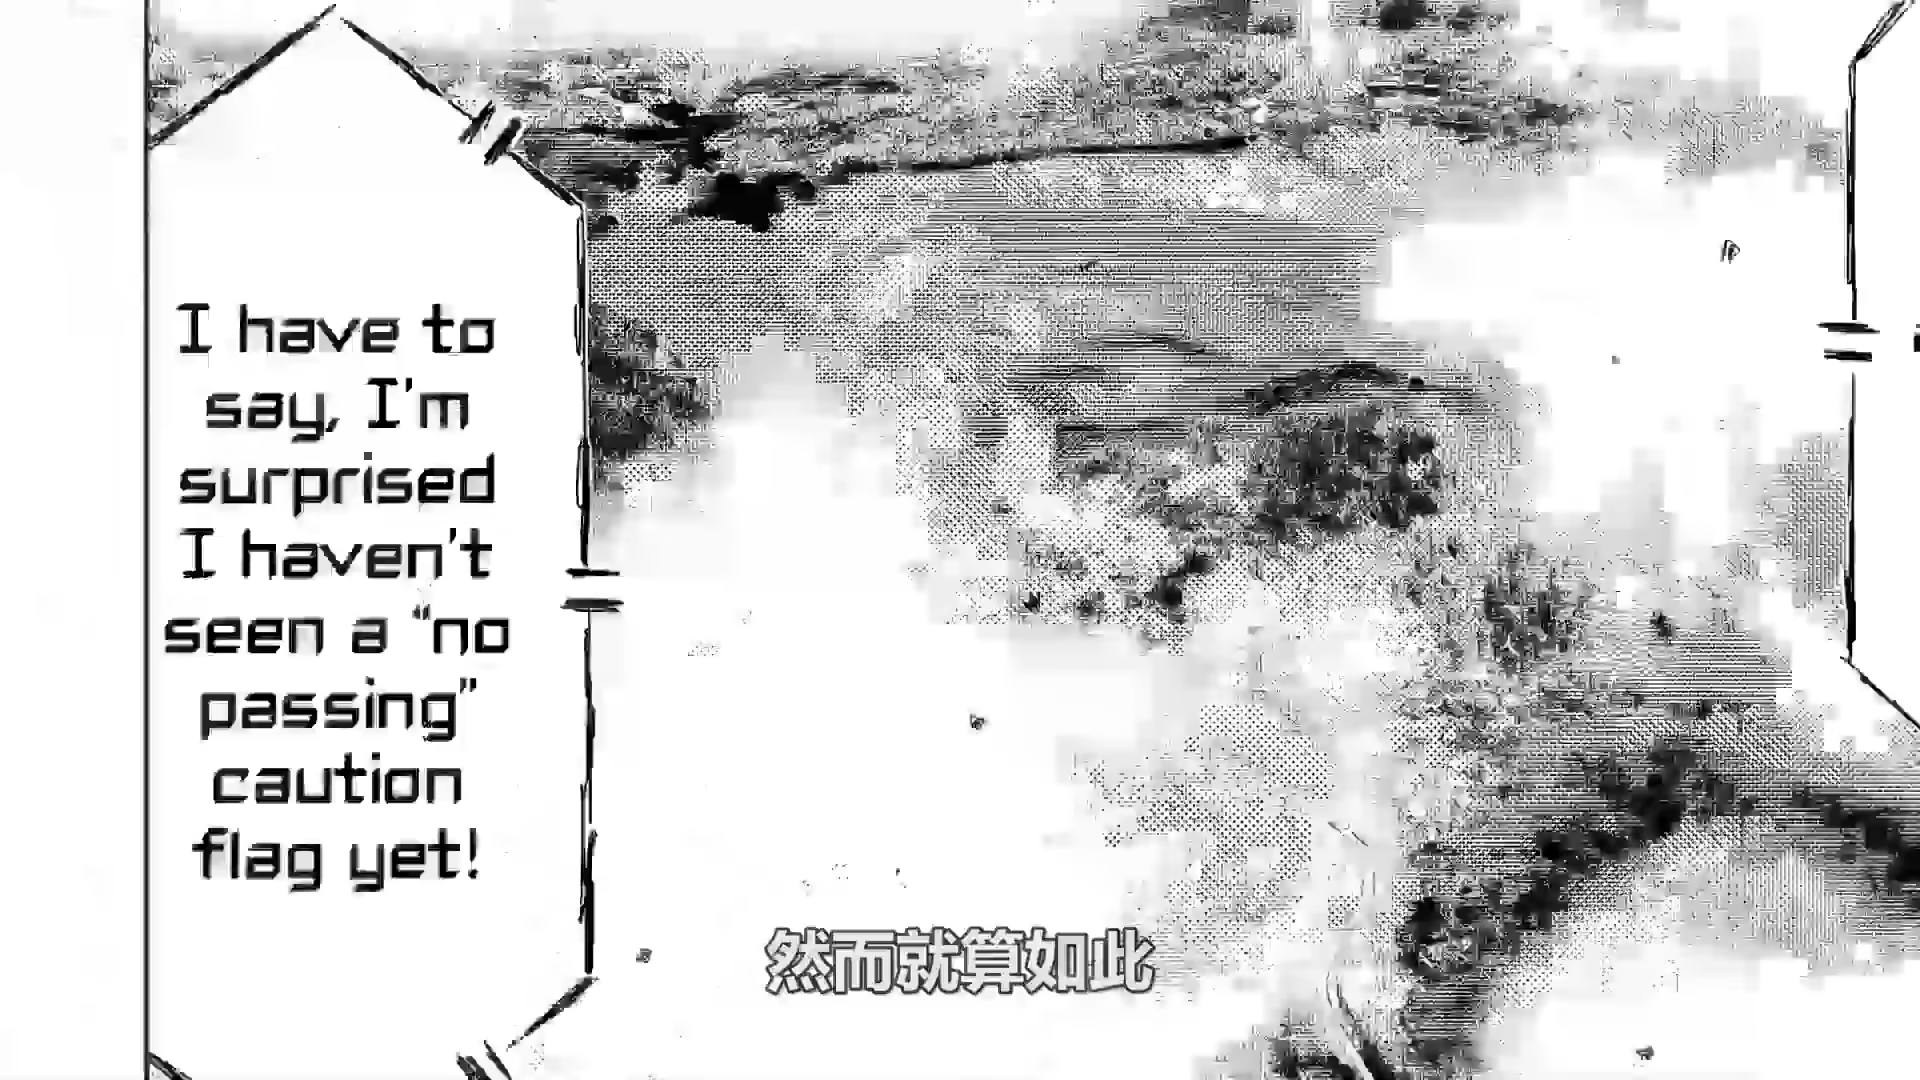 I have to
say, I'm
surprised
I haven't
seen a "no
passing"
caution
flag yet!
然而就算如此